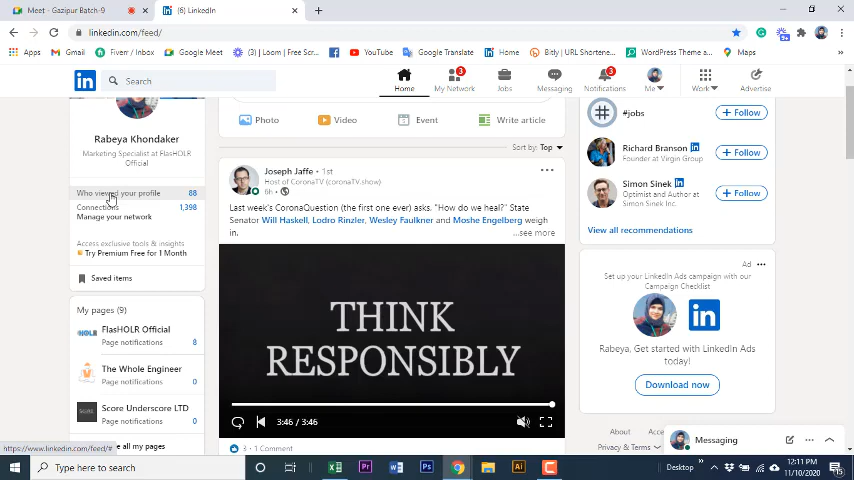 Meet - Gazipur Batch-9
(6) LinkedIn
linkedin.com/feed/
Apps
Gmail
Fiverr / Inbox
Google Meet
(Loom | Free Scr...
YouTube
Google Translate
Home
Bitly | URL Shortene...
WordPress Theme a...
Maps
in
Search
Home
3
My Network
Jobs
Messaging
3
Notifications
Me
Work
Advertise
Rabeya Khondaker
Marketing Specialist at FlasHOLR
Official
Who viewed your profile 88
Connections 1,398
Manage your network
Access exclusive tools & insights
Try Premium Free for 1 Month
Saved items
My pages (9)
FlasHOLR Official
Page notifications 8
The Whole Engineer
Page notifications 0
Score Underscore LTD
Page notifications 0
e all my pages
https://www.linkedin.com/feed/#
Photo
Video
Event
Write article
Sort by: Top
Joseph Jaffe • 1st
Host of CoronaTV (coronaTV.show)
6h •
Last week's CoronaQuestion (the first one ever) asks, "How do we heal?" State
Senator Will Haskell, Lodro Rinzler, Wesley Faulkner and Moshe Engelberg weigh
in. ...see more
THINK
RESPONSIBLY
3:46 / 3:46
3 · 1 Comment
#jobs
+ Follow
Richard Branson in
Founder at Virgin Group
+ Follow
Simon Sinek in
Optimist and Author at
Simon Sinek Inc.
+ Follow
View all recommendations
Ad •••
Set up your LinkedIn Ads campaign with our
Campaign Checklist
in
Rabeya, Get started with LinkedIn Ads
today!
Download now
About
Acce
Privacy & Terms
Messaging
Type here to search
Desktop
12:11 PM
11/10/2020